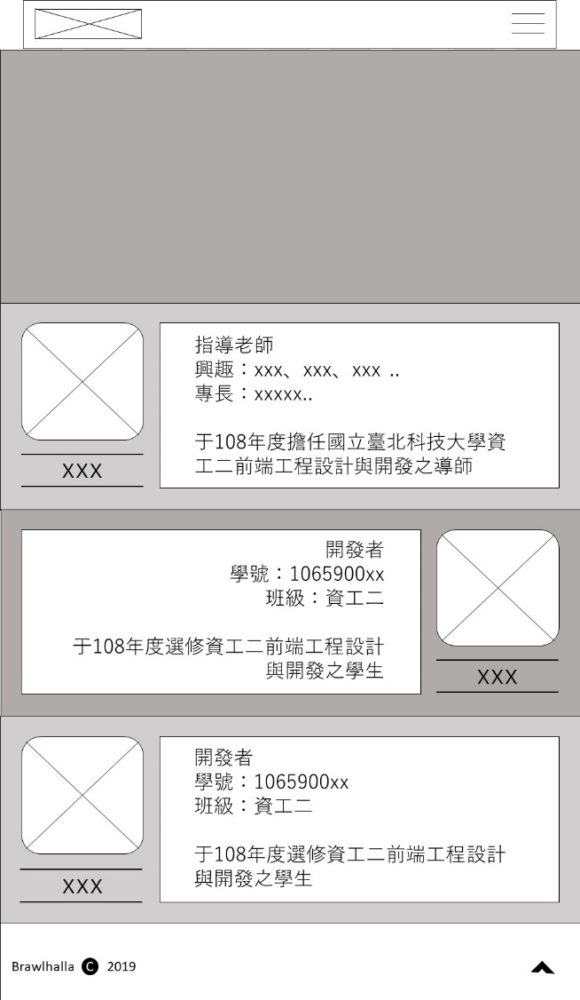 指導老師
興趣：xxx、xxx、xxx ..
專長：xxxxx..
于108年度擔任國立臺北科技大學資
工二前端工程設計與開發之導師
XXX
開發者
學號：1065900xx
班級：資工二
于108年度選修資工二前端工程設計
與開發之學生
XXX
開發者
學號：1065900xx
班級：資工二
于108年度選修資工二前端工程設計
與開發之學生
XXX
Brawlhalla C 2019